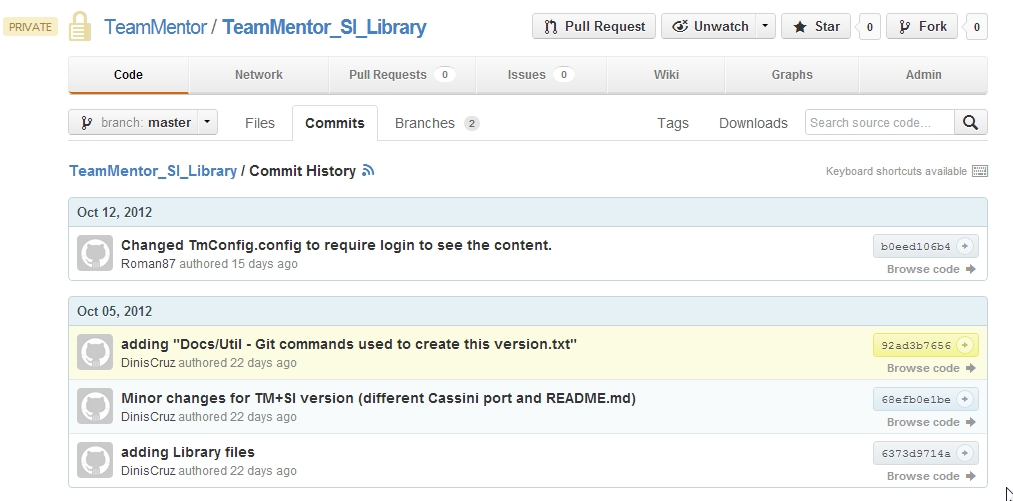 PRIVATE TeamMentor / TeamMentor_SI_Library Pull Request Unwatch Star 0 Fork 0
Code Network Pull Requests 0 Issues 0 Wiki Graphs Admin
branch: master Files Commits Branches 2 Tags Downloads Search source code...
TeamMentor_SI_Library / Commit History Keyboard shortcuts available
Oct 12, 2012
Changed TmConfig.config to require login to see the content. b0eed106b4
Roman87 authored 15 days ago Browse code
Oct 05, 2012
adding "Docs/Util - Git commands used to create this version.txt" 92ad3b7656
DinisCruz authored 22 days ago Browse code
Minor changes for TM+SI version (different Cassini port and README.md) 68efb0e1be
DinisCruz authored 22 days ago Browse code
adding Library files 6373d9714a
DinisCruz authored 22 days ago Browse code